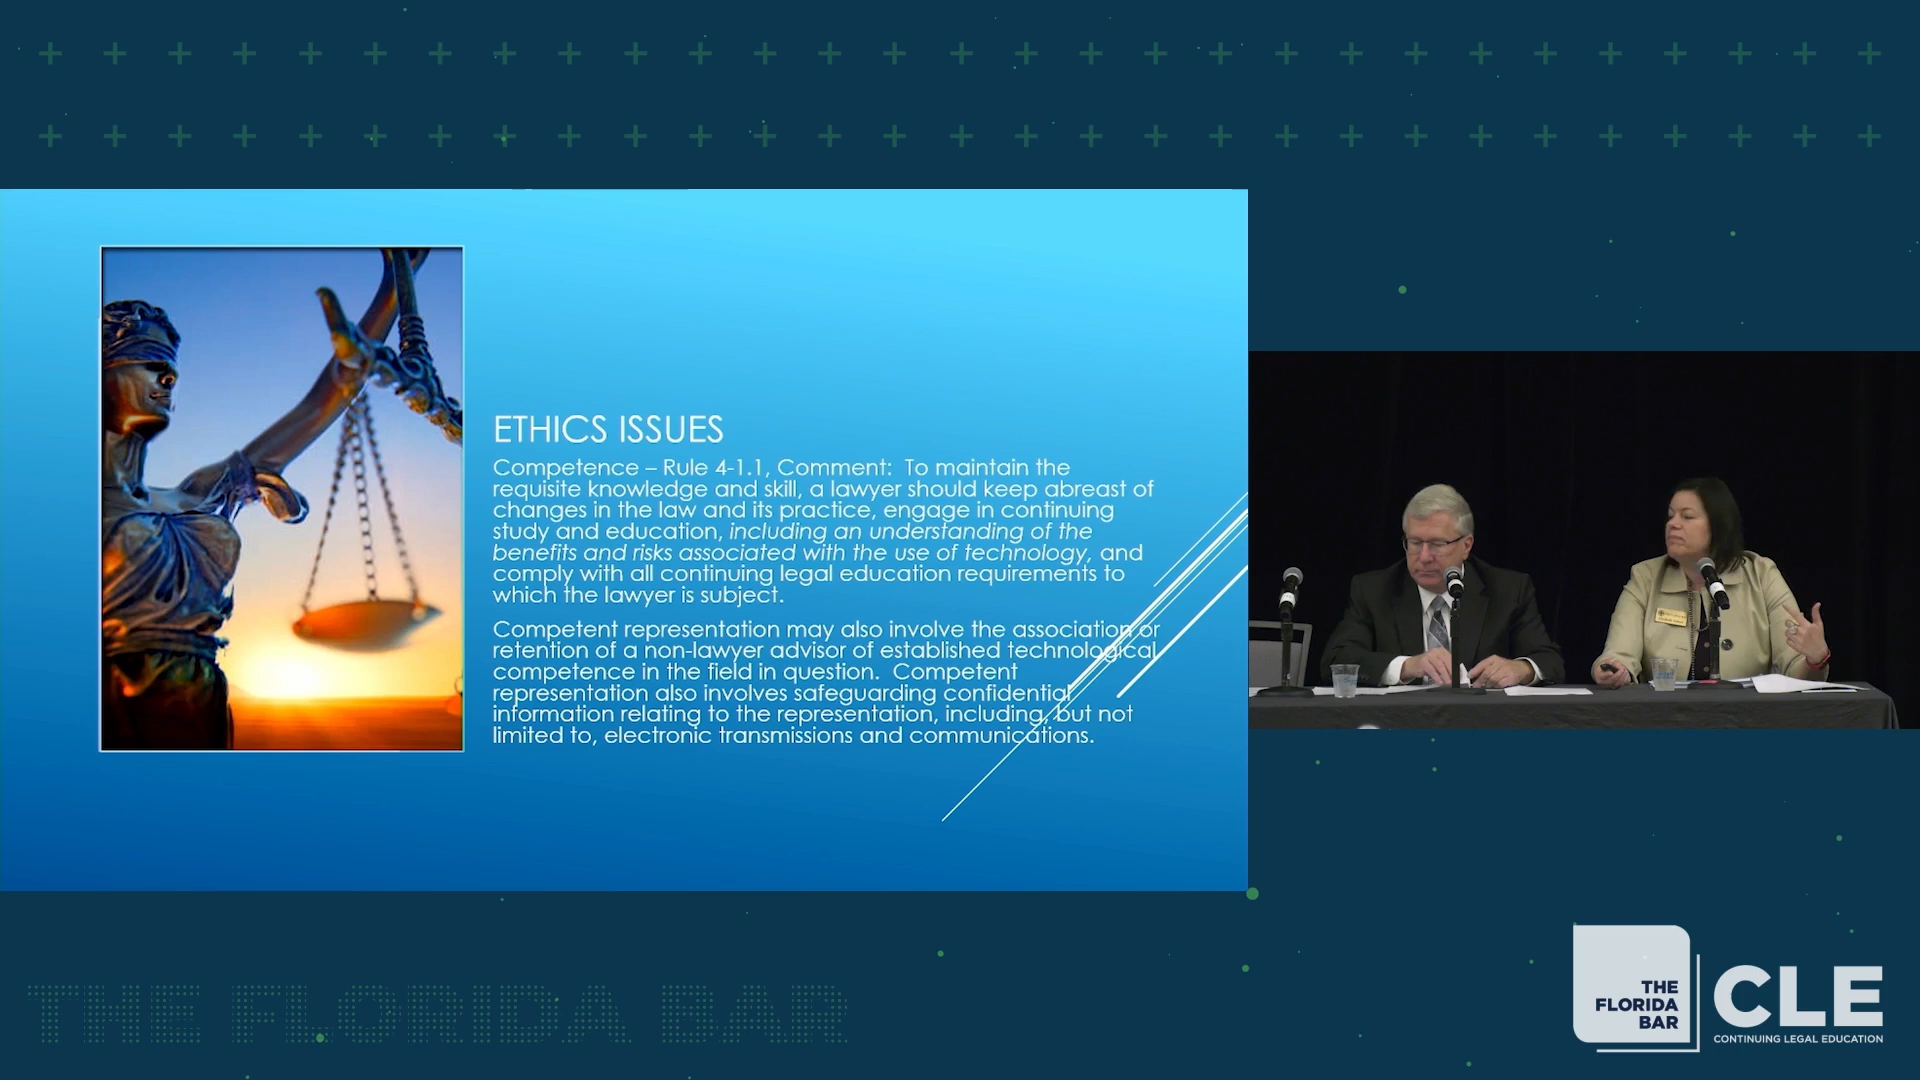 ETHICS ISSUES
Competence – Rule 4-1.1, Comment:  To maintain the
requisite knowledge and skill, a lawyer should keep abreast of
changes in the law and its practice, engage in continuing
study and education, including an understanding of the
benefits and risks associated with the use of technology, and
comply with all continuing legal education requirements to
which the lawyer is subject.
Competent representation may also involve the association or
retention of a non-lawyer advisor of established technological
competence in the field in question.  Competent
representation also involves safeguarding confidential
information relating to the representation, including, but not
limited to, electronic transmissions and communications.
THE FLORIDA BAR
THE
FLORIDA
BAR
CLE
CONTINUING LEGAL EDUCATION